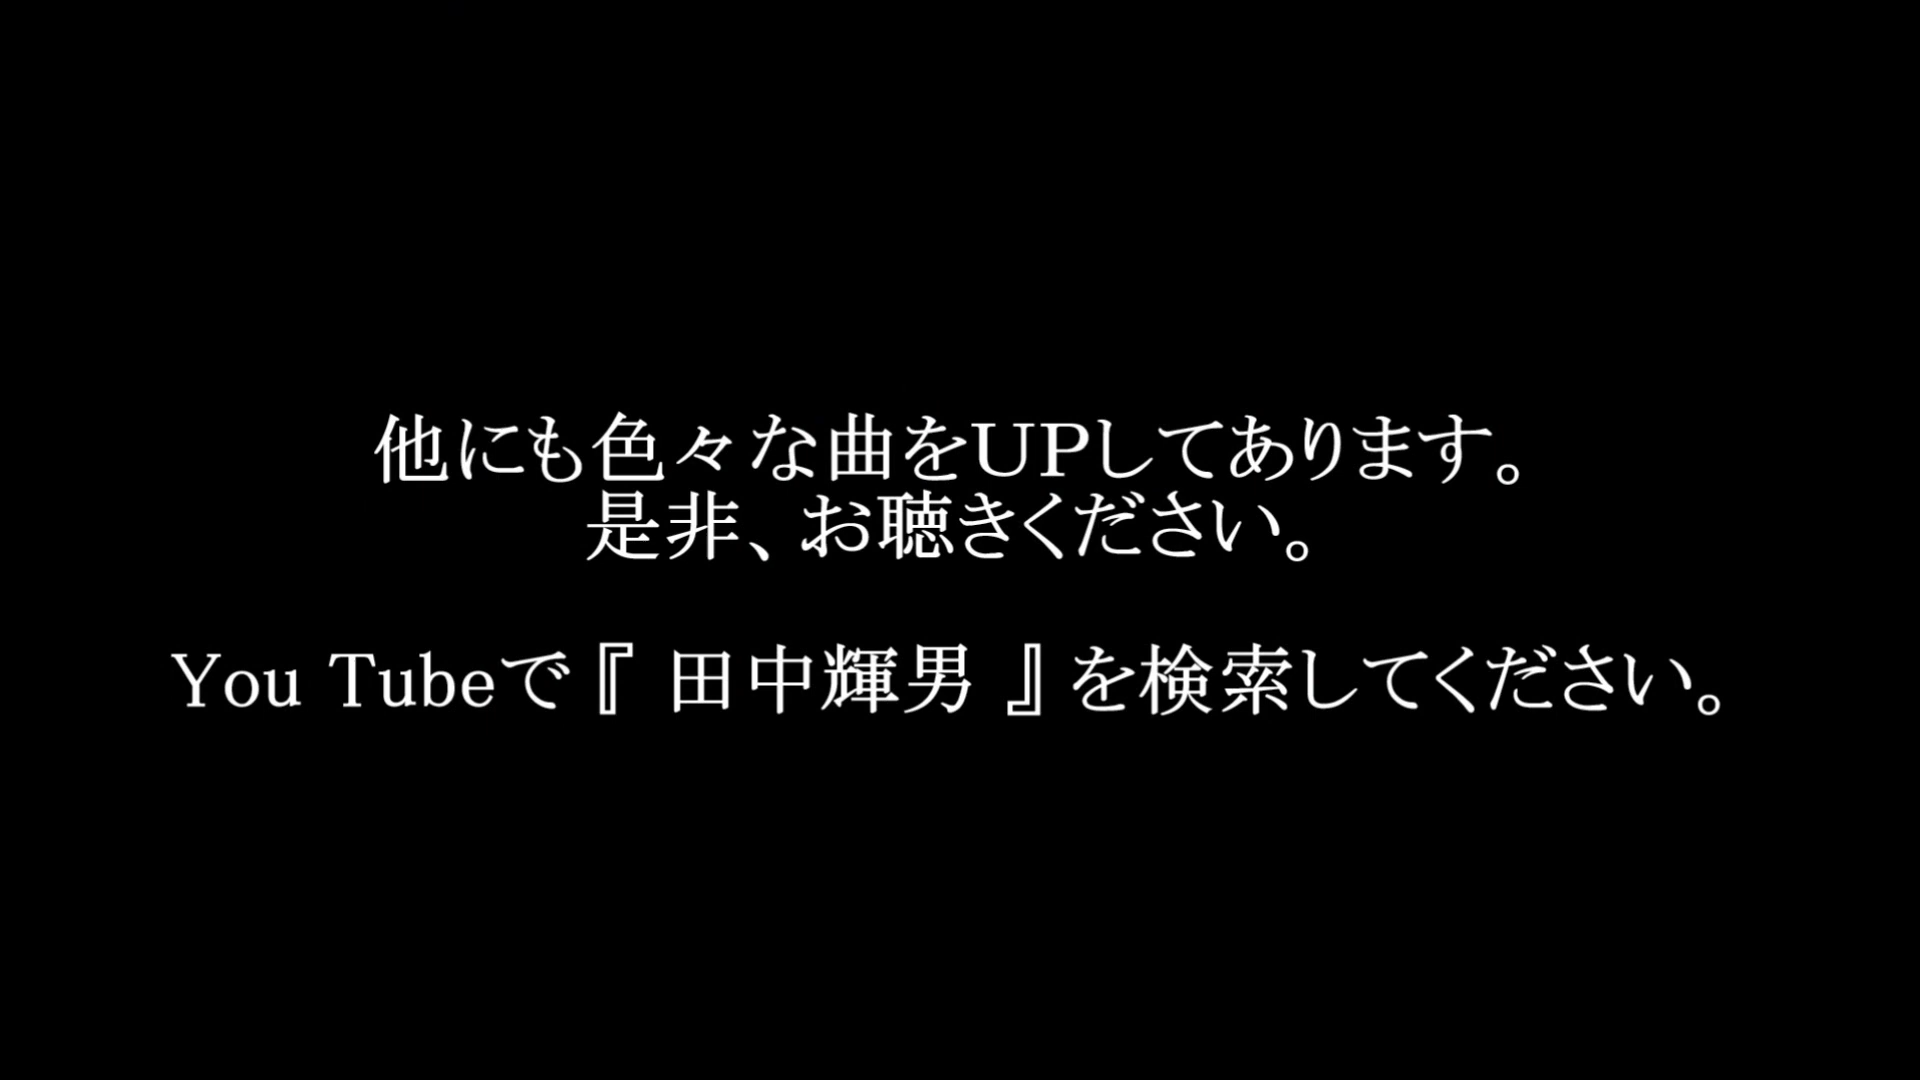 他にも色々な曲をUPしてあります。
是非、お聴きください。
You Tubeで『 田中輝男 』を検索してください。